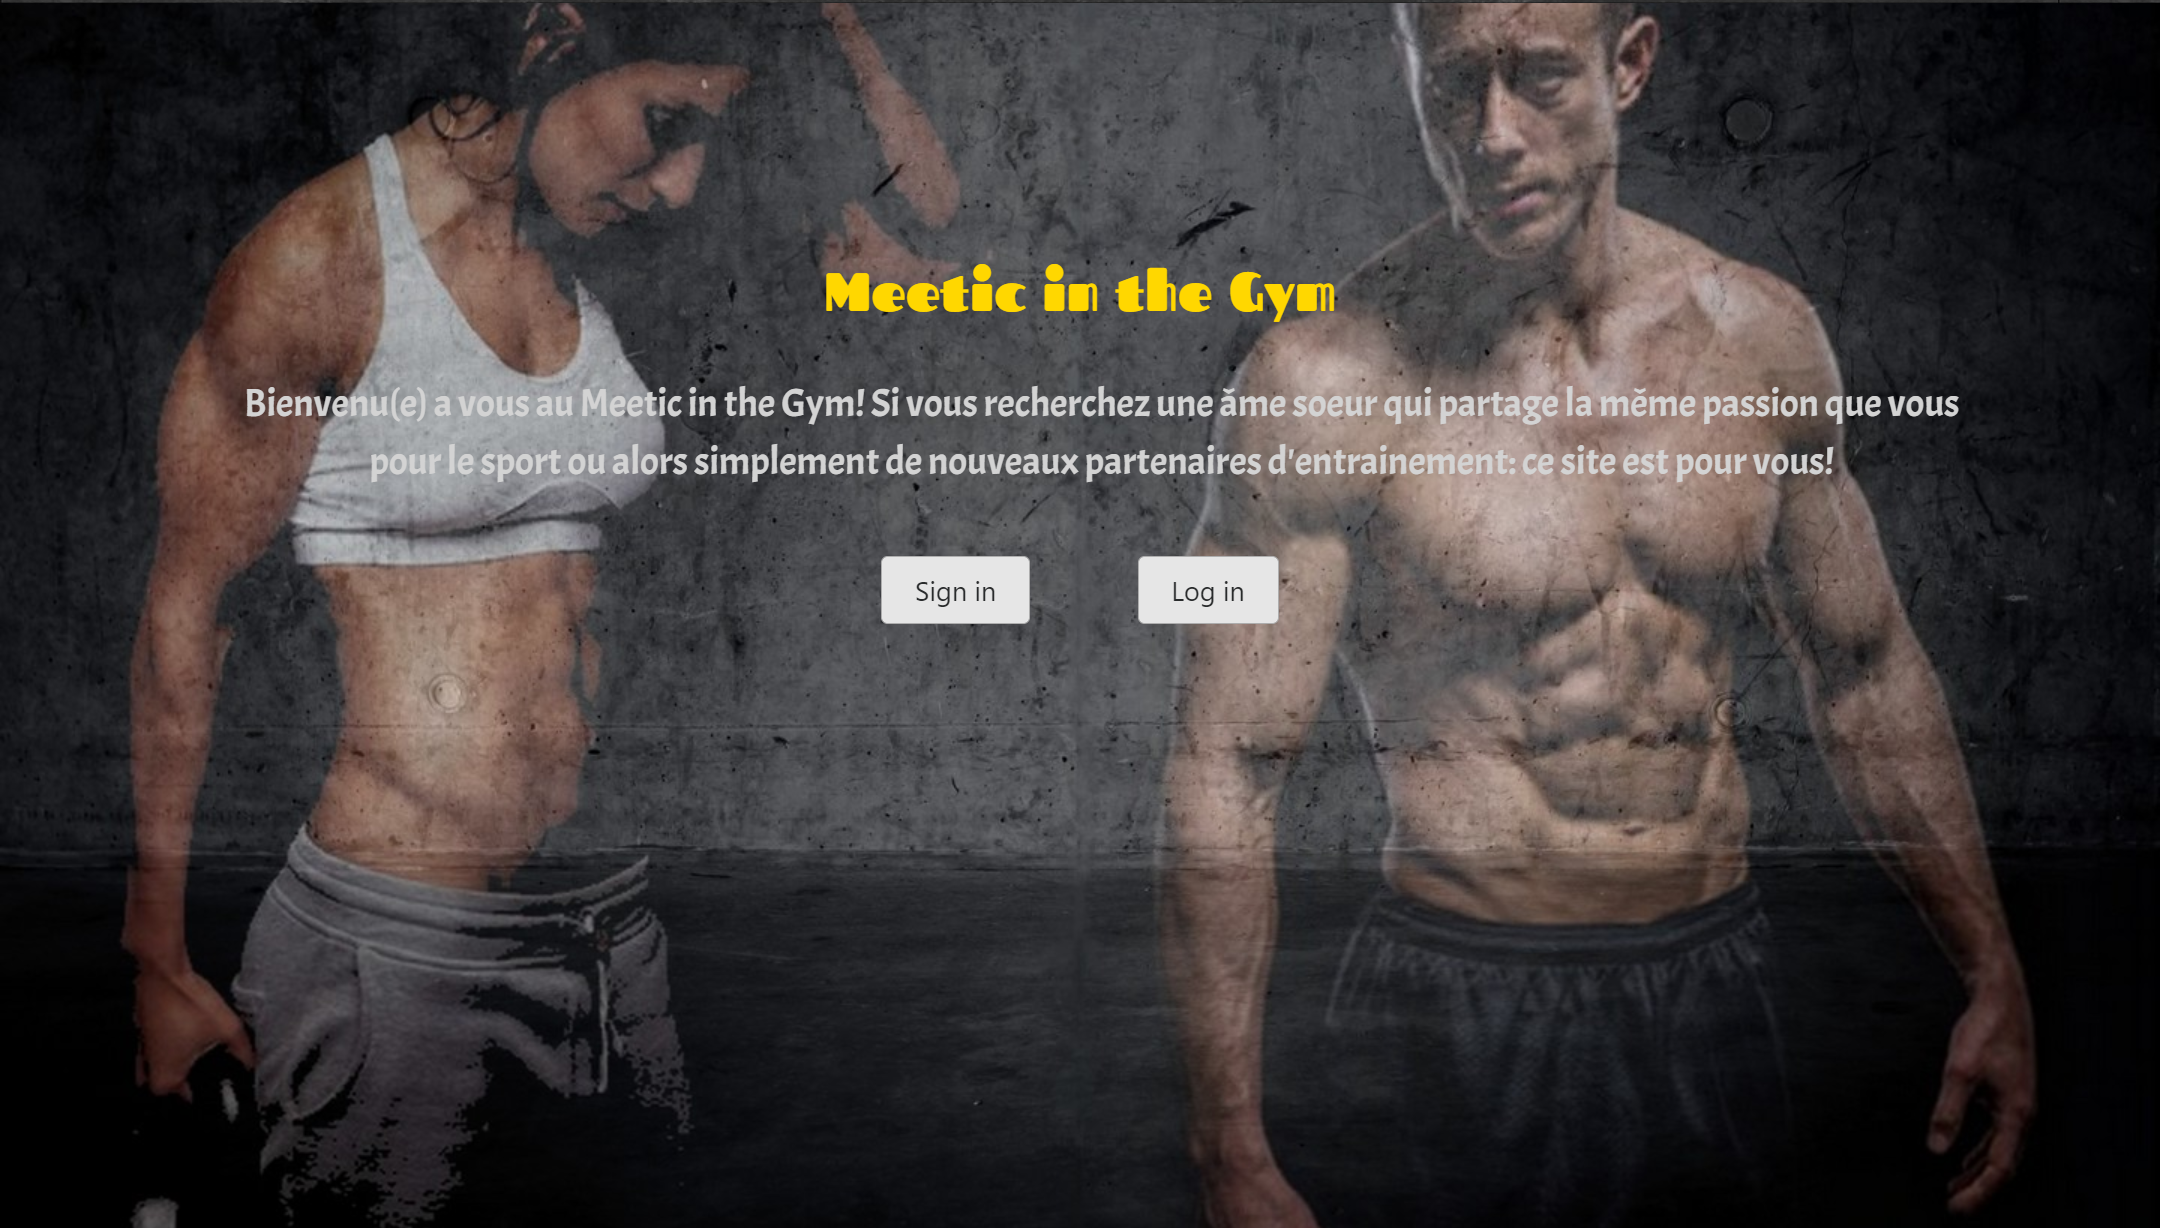 Meetic in the Gym
Bienvenu(e) a vous au Meetic in the Gym! Si vous recherchez une ăme soeur qui partage la mĕme passion que vous
pour le sport ou alors simplement de nouveaux partenaires d'entrainement: ce site est pour vous!
Sign in
Log in